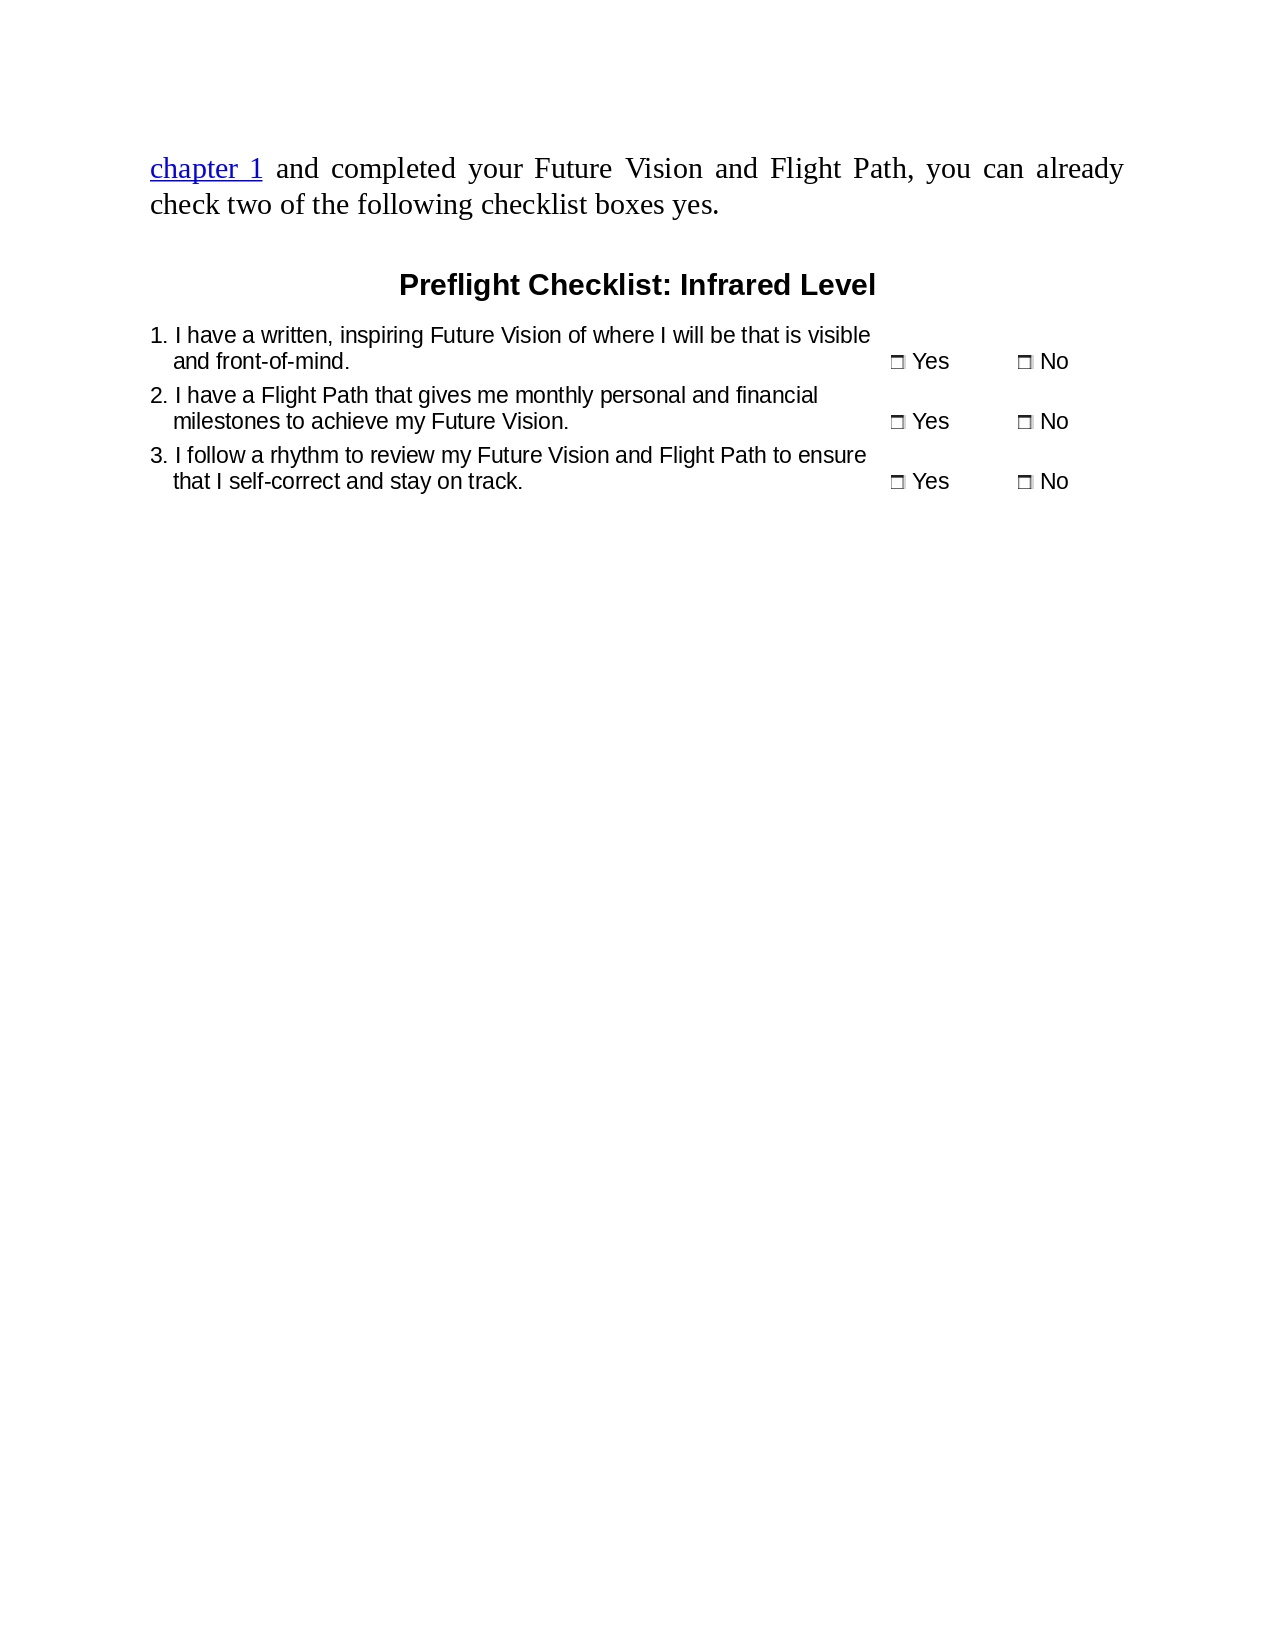 chapter 1 and completed your Future Vision and Flight Path, you can already
check two of the following checklist boxes yes.
Preflight Checklist: Infrared Level
1. I have a written, inspiring Future Vision of where I will be that is visible
and front-of-mind. □ Yes □ No
2. I have a Flight Path that gives me monthly personal and financial
milestones to achieve my Future Vision. □ Yes □ No
3. I follow a rhythm to review my Future Vision and Flight Path to ensure
that I self-correct and stay on track. □ Yes □ No